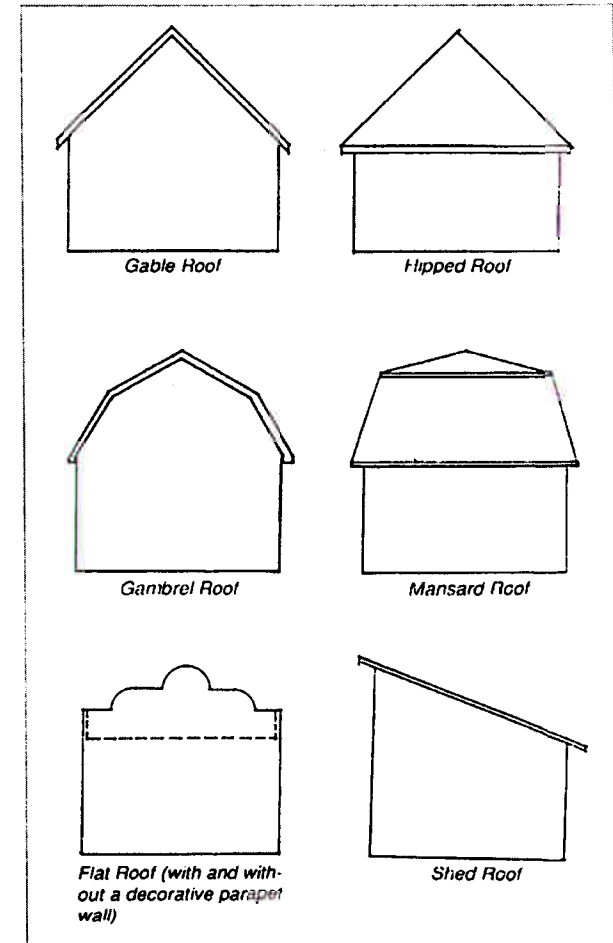 Gable Roof
Hipped Roof
Gambrel Roof
Mansard Roof
Flat Roof (with and with-
out a decorative parapet
wall)
Shed Roof